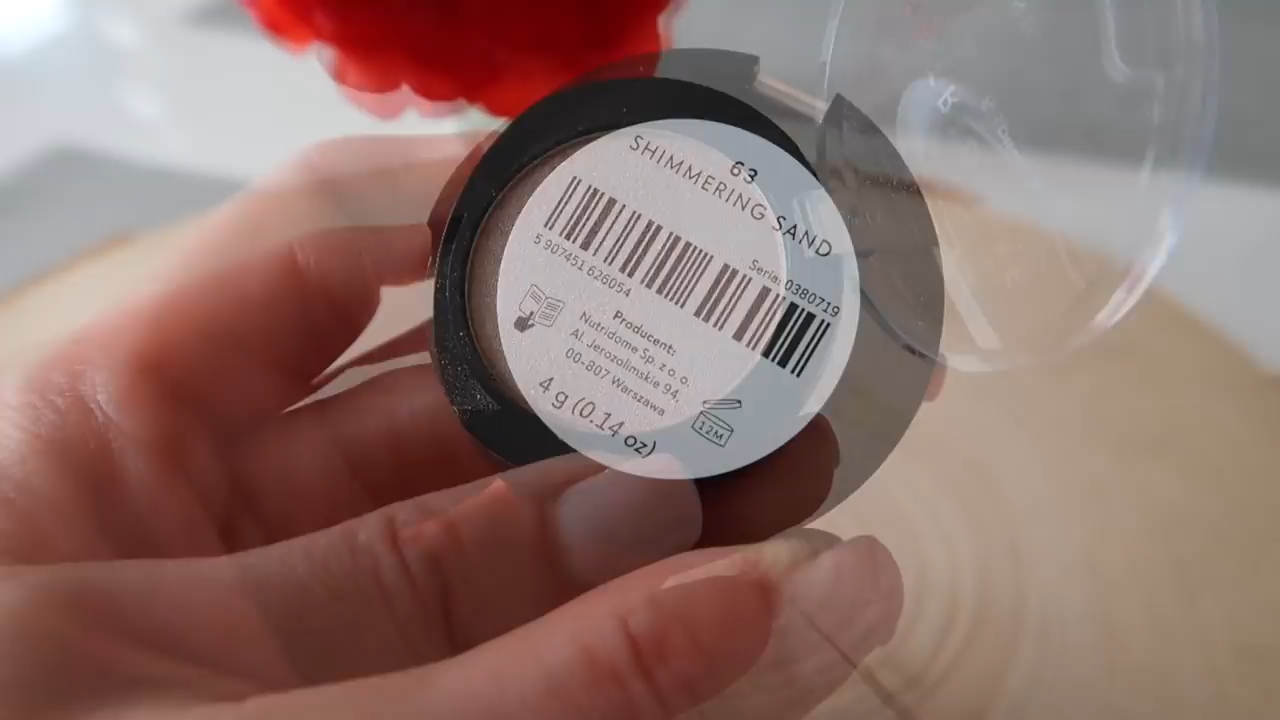 63
SHIMMERING SAND
Seria: 0380719
5 907451 626054
Producent:
Nutridome Sp. z o. o.
Al. Jerozolimskie 94,
00-807 Warszawa
4 g (0.14 oz)
12M